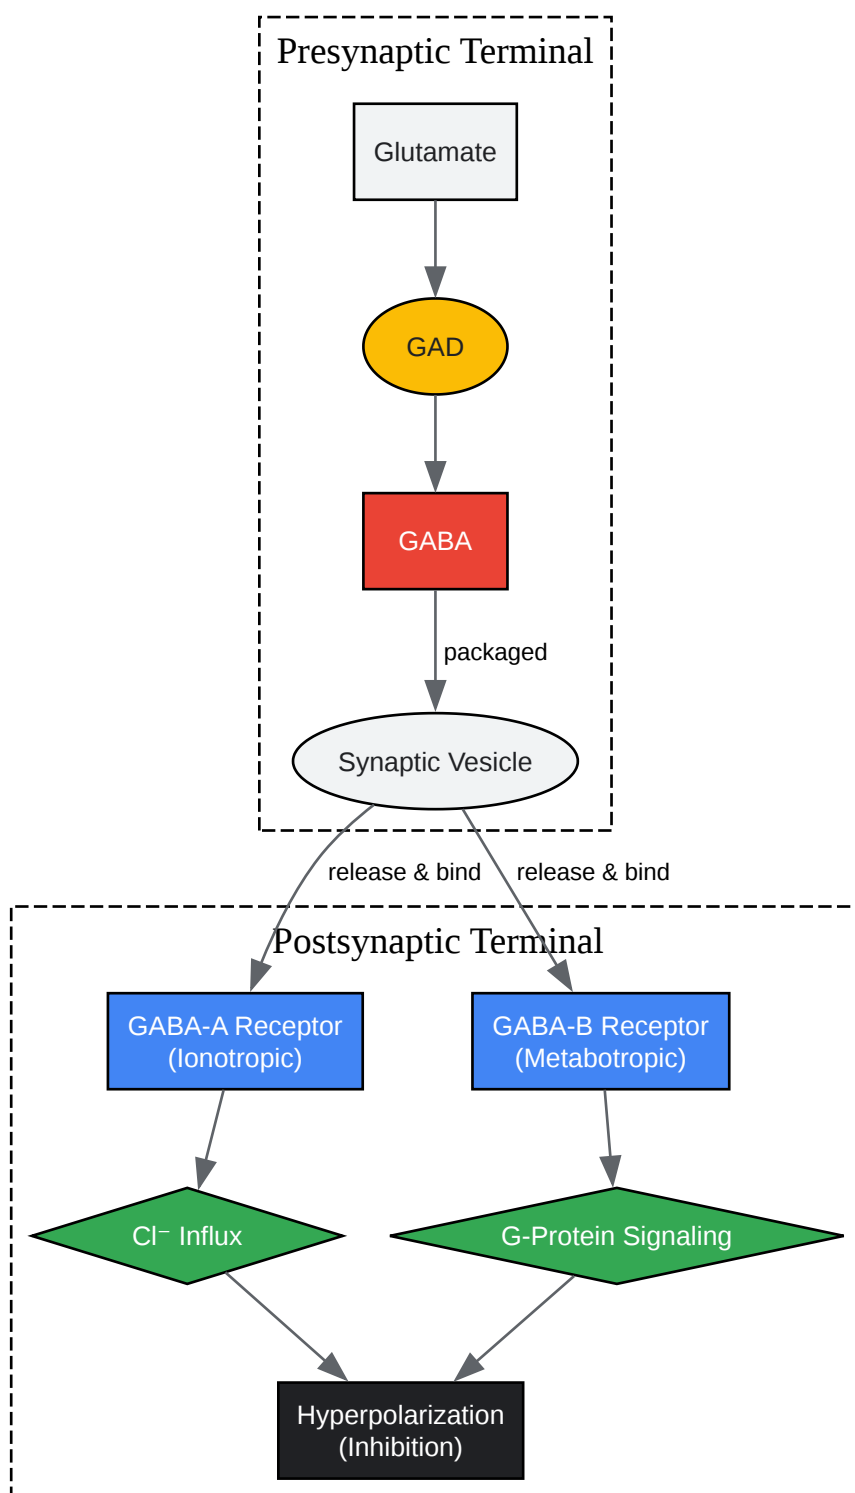 Presynaptic Terminal
Glutamate
GAD
GABA
packaged
Synaptic Vesicle
release & bind
release & bind
Postsynaptic Terminal
GABA-A Receptor
(Ionotropic)
GABA-B Receptor
(Metabotropic)
Cl⁻ Influx
G-Protein Signaling
Hyperpolarization
(Inhibition)